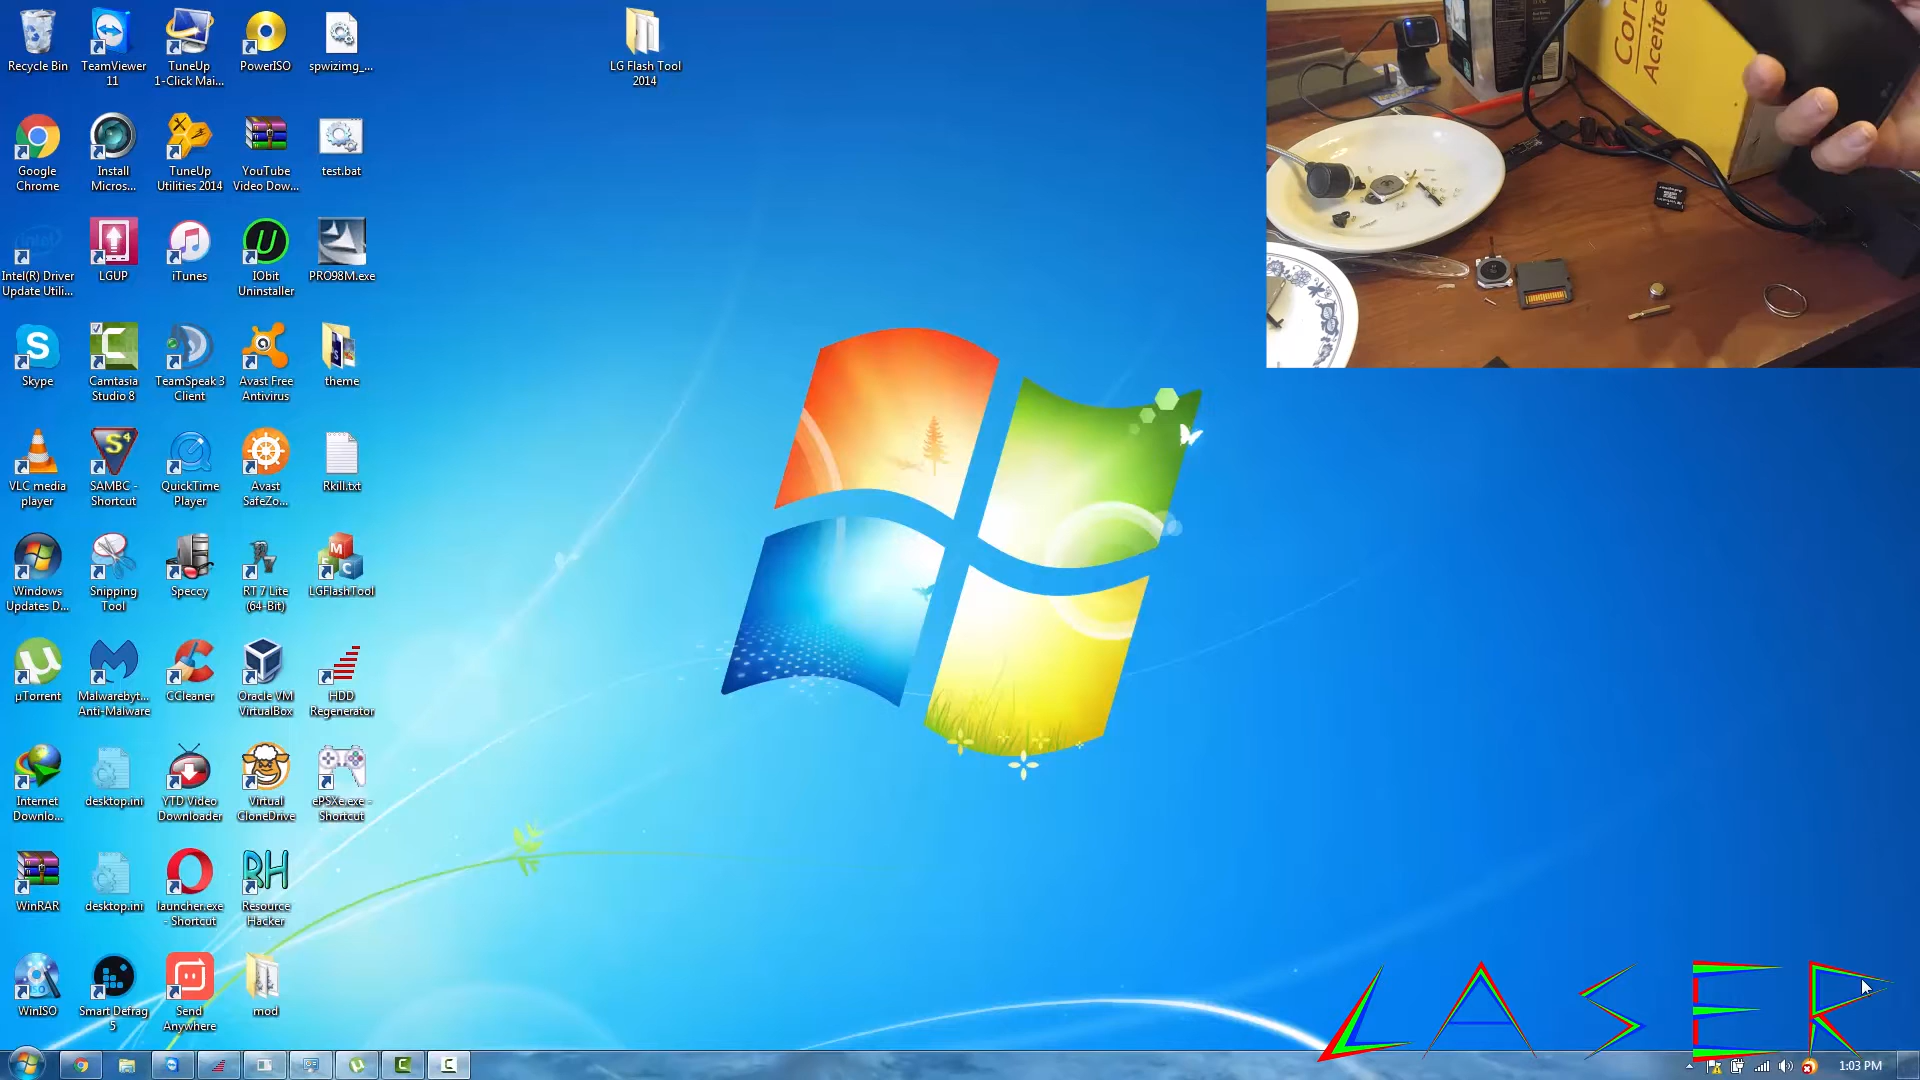 Recycle Bin
TeamViewer
11
TuneUp
1-Click Mai...
PowerISO
spwizimg_...
LG Flash Tool
2014
Google
Chrome
Install
Micros...
TuneUp
Utilities 2014
YouTube
Video Dow...
test.bat
Intel(R) Driver
Update Utili...
LGUP
iTunes
IObit
Uninstaller
PRO98M.exe
Skype
Camtasia
Studio 8
TeamSpeak 3
Client
Avast Free
Antivirus
theme
VLC media
player
SAMBC -
Shortcut
QuickTime
Player
Avast
SafeZo...
Rkill.txt
Windows
Updates D...
Snipping
Tool
Speccy
RT 7 Lite
(64-Bit)
LGFlashTool
µTorrent
Malwarebyt...
Anti-Malware
CCleaner
Oracle VM
VirtualBox
HDD
Regenerator
Internet
Downlo...
desktop.ini
YTD Video
Downloader
Virtual
CloneDrive
ePSXe.exe -
Shortcut
WinRAR
desktop.ini
launcher.exe
- Shortcut
Resource
Hacker
WinISO
Smart Defrag
5
Send
Anywhere
mod
Aceite
LASER
1:03 PM